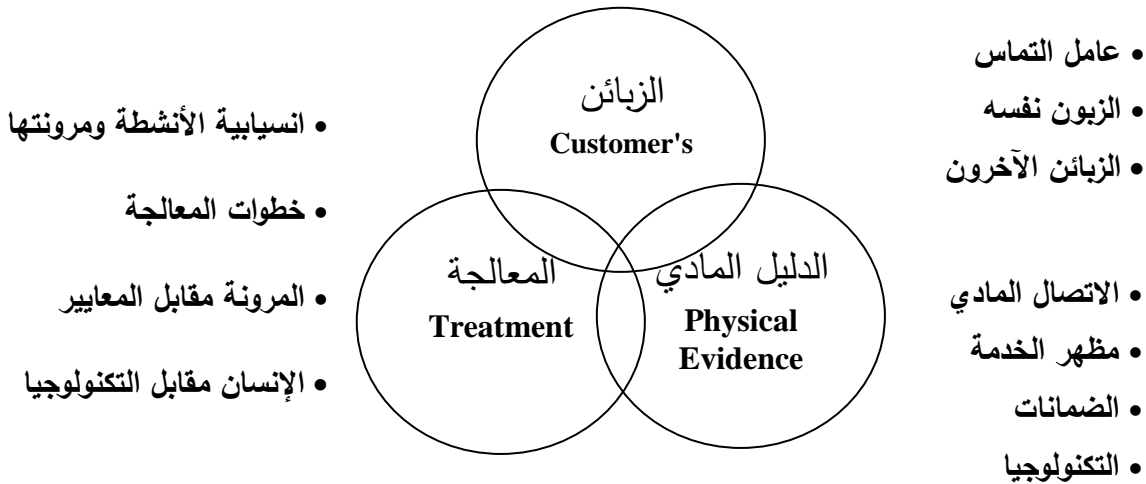 • عامل التماس
• الزبون نفسه
• الزبائن الآخرون
الزبائن
Customer's
• انسيابية الأنشطة ومرونتها
• خطوات المعالجة
• المرونة مقابل المعايير
• الإنسان مقابل التكنولوجيا
الدليل المادي
Physical
Evidence
المعالجة
Treatment
• الاتصال المادي
• مظهر الخدمة
• الضمانات
• التكنولوجيا